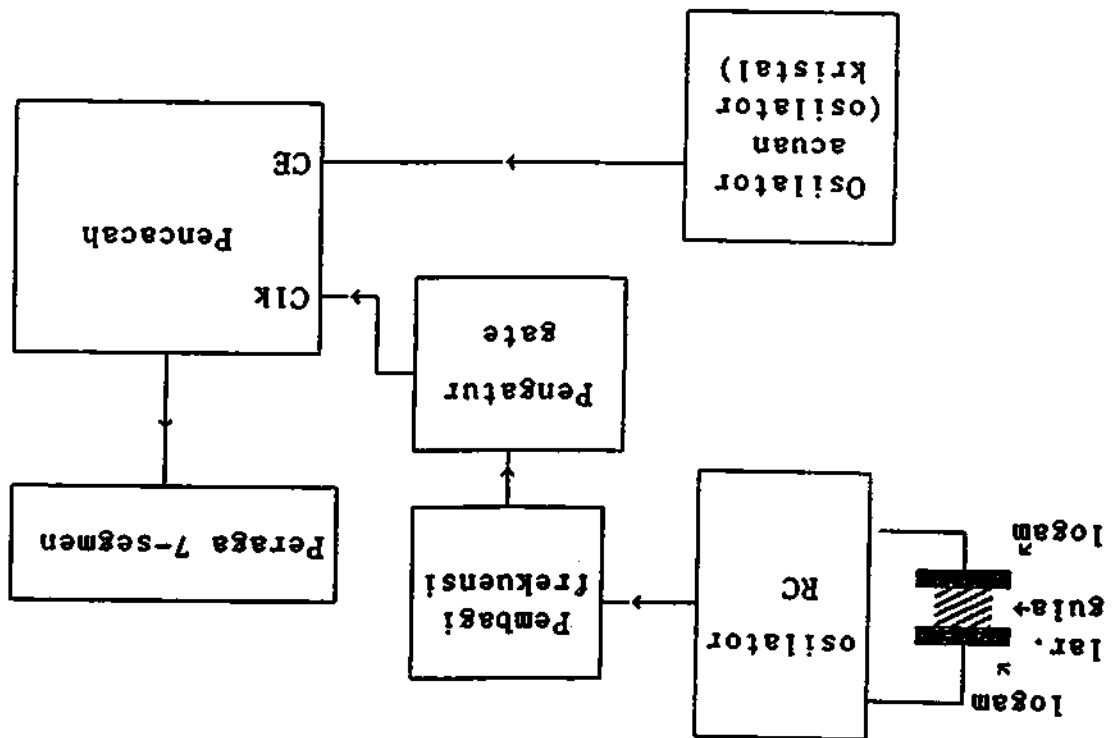 logam
lar.
gula→
logam
osilator
RC
Pembagi
frekuensi
Peraga 7-segmen
Pengatur
gate
Clk
Pencacah
CE
Osilator
acuan
(osilator
kristal)